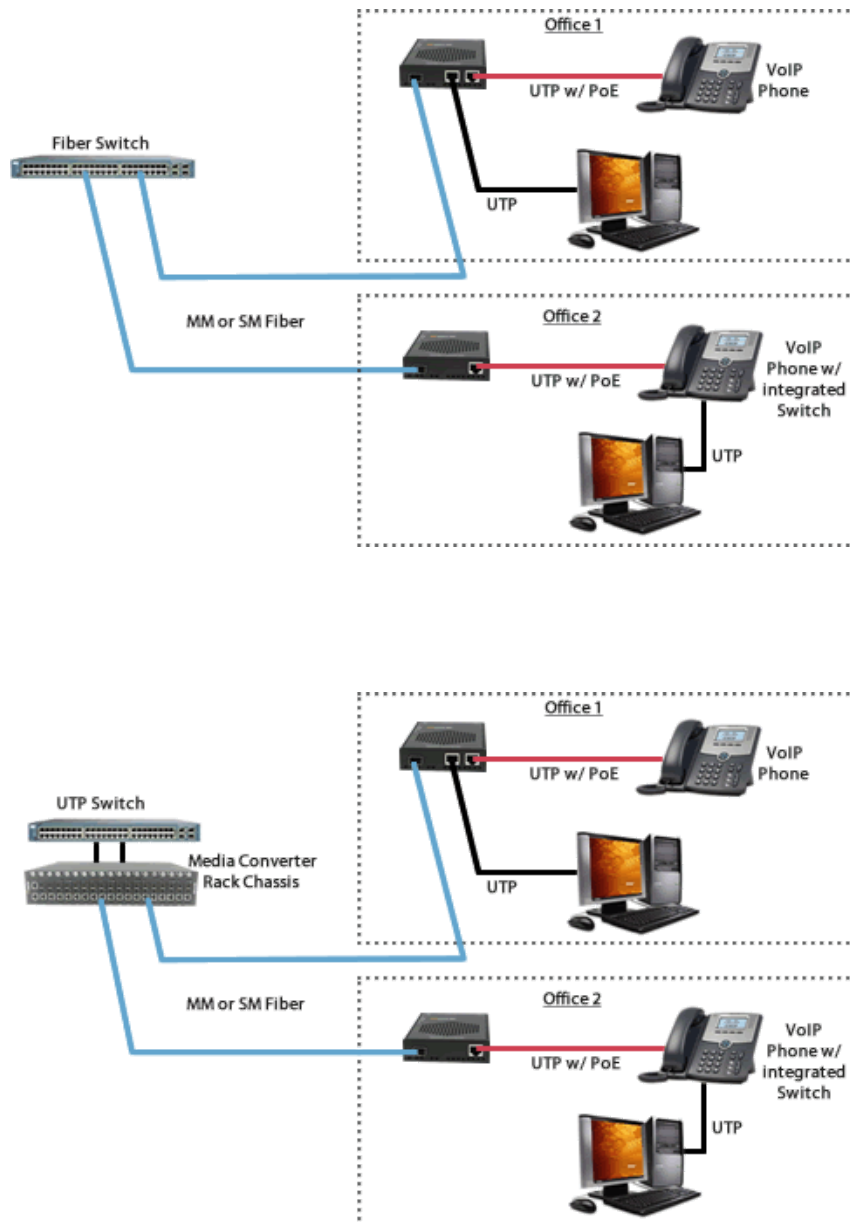 Office 1
VoIP
Phone
UTP w/ PoE
Fiber Switch
UTP
MM or SM Fiber
Office 2
VoIP
Phone w/
integrated
Switch
UTP w/ PoE
UTP
Office 1
VoIP
Phone
UTP w/ PoE
UTP Switch
Media Converter
Rack Chassis
UTP
MM or SM Fiber
Office 2
VoIP
Phone w/
integrated
Switch
UTP w/ PoE
UTP